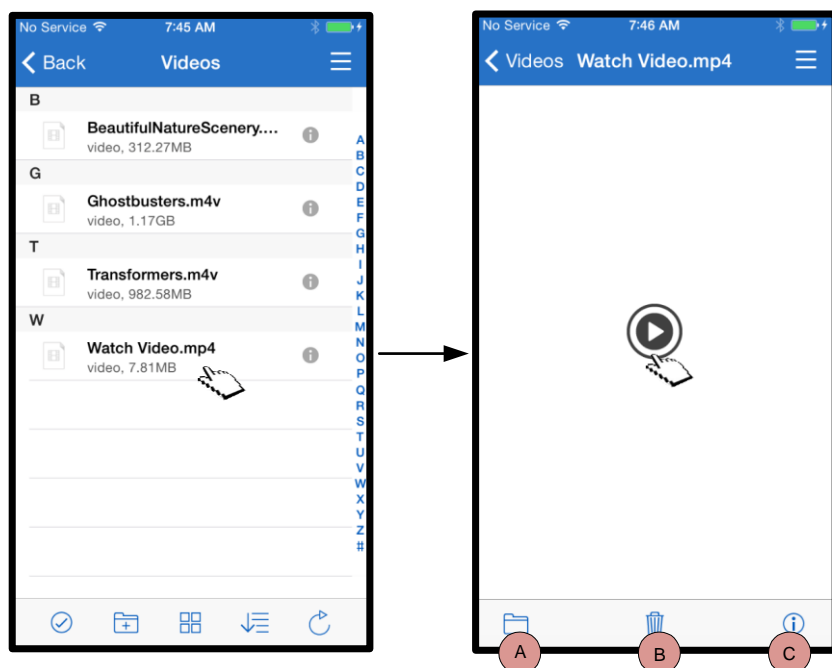 No Service 7:45 AM
Back Videos
B
BeautifulNatureScenery....
video, 312.27MB
G
Ghostbusters.m4v
video, 1.17GB
T
Transformers.m4v
video, 982.58MB
W
Watch Video.mp4
video, 7.81MB
A
B
C
D
E
F
G
H
I
J
K
L
M
N
O
P
Q
R
S
T
U
V
W
X
Y
Z
#
No Service 7:46 AM
Videos Watch Video.mp4
A B C